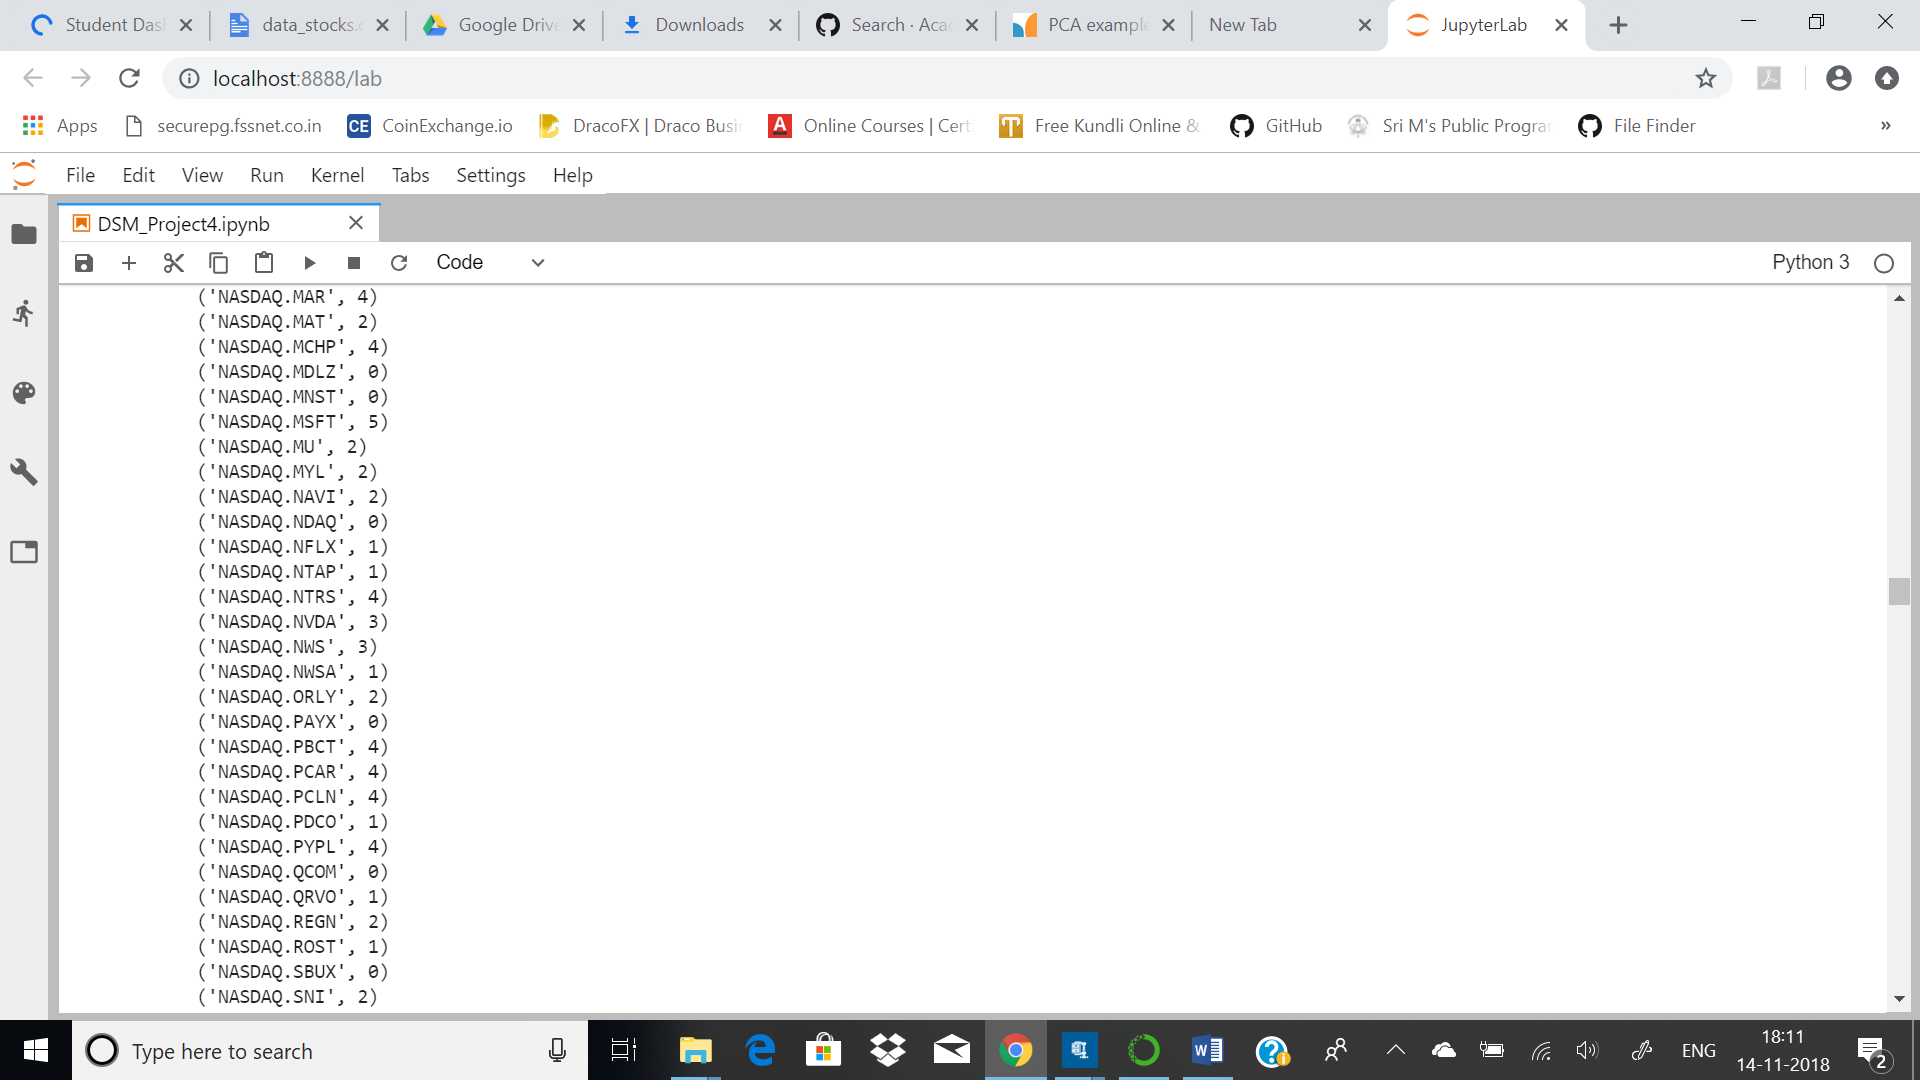 Student Das
data_stocks.c
Google Drive
Downloads
Search · Aca
PCA example
New Tab
JupyterLab
localhost:8888/lab
Apps
securepg.fssnet.co.in
CE CoinExchange.io
DracoFX | Draco Busi
A Online Courses | Cert
T Free Kundli Online &
GitHub
Sri M's Public Program
File Finder
»
File Edit View Run Kernel Tabs Settings Help
DSM_Project4.ipynb
Code
Python 3
('NASDAQ.MAR', 4)
('NASDAQ.MAT', 2)
('NASDAQ.MCHP', 4)
('NASDAQ.MDLZ', 0)
('NASDAQ.MNST', 0)
('NASDAQ.MSFT', 5)
('NASDAQ.MU', 2)
('NASDAQ.MYL', 2)
('NASDAQ.NAVI', 2)
('NASDAQ.NDAQ', 0)
('NASDAQ.NFLX', 1)
('NASDAQ.NTAP', 1)
('NASDAQ.NTRS', 4)
('NASDAQ.NVDA', 3)
('NASDAQ.NWS', 3)
('NASDAQ.NWSA', 1)
('NASDAQ.ORLY', 2)
('NASDAQ.PAYX', 0)
('NASDAQ.PBCT', 4)
('NASDAQ.PCAR', 4)
('NASDAQ.PCLN', 4)
('NASDAQ.PDCO', 1)
('NASDAQ.PYPL', 4)
('NASDAQ.QCOM', 0)
('NASDAQ.QRVO', 1)
('NASDAQ.REGN', 2)
('NASDAQ.ROST', 1)
('NASDAQ.SBUX', 0)
('NASDAQ.SNI', 2)
Type here to search
ENG
18:11
14-11-2018
2